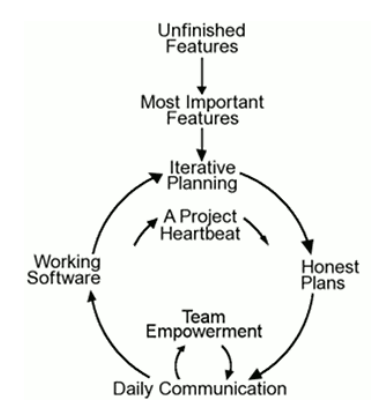 Unfinished
Features
Most Important
Features
Iterative
Planning
A Project
Heartbeat
Working
Software
Honest
Plans
Team
Empowerment
Daily Communication